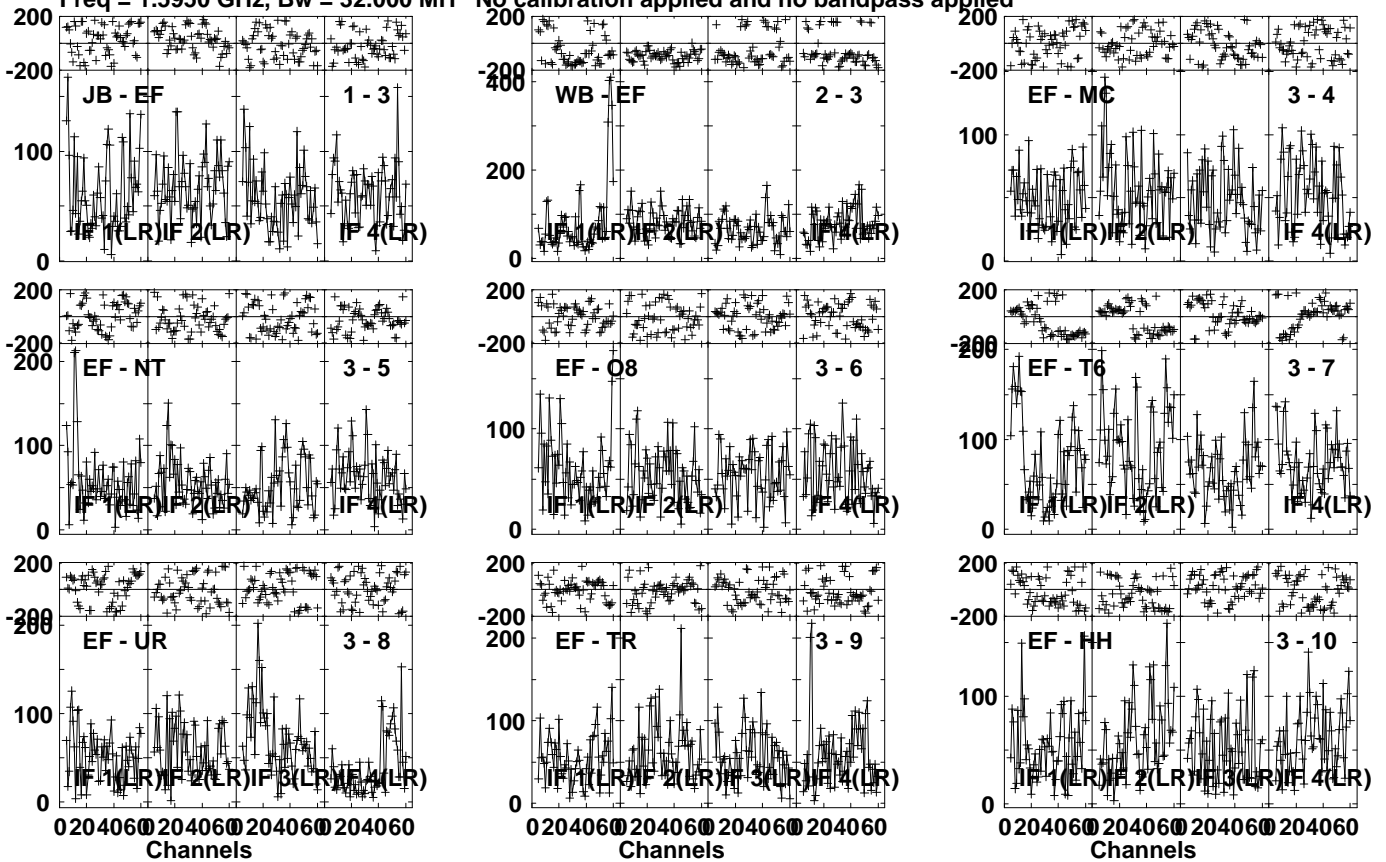 Freq = 1.5950 GHz, Bw = 32.000 MH No calibration applied and no bandpass applied
200
-200
JB - EF 1 - 3
100
0
IF 1(LR) IF 2(LR) IF 4(LR)
200
-200
400
WB - EF 2 - 3
200
0
IF 1(LR) IF 2(LR) IF 4(LR)
200
-200
EF - MC 3 - 4
100
0
IF 1(LR) IF 2(LR) IF 4(LR)
200
-200
200
EF - NT 3 - 5
100
0
IF 1(LR) IF 2(LR) IF 4(LR)
200
-200
EF - O8 3 - 6
100
0
IF 1(LR) IF 2(LR) IF 4(LR)
200
-200
200
EF - T6 3 - 7
100
0
IF 1(LR) IF 2(LR) IF 4(LR)
200
-200
200
EF - UR 3 - 8
100
0
IF 1(LR) IF 2(LR) IF 3(LR) IF 4(LR)
0 20 40 60 0 20 40 60 0 20 40 60 0 20 40 60
Channels
200
-200
200
EF - TR 3 - 9
100
0
IF 1(LR) IF 2(LR) IF 3(LR) IF 4(LR)
0 20 40 60 0 20 40 60 0 20 40 60 0 20 40 60
Channels
200
-200
EF - HH 3 - 10
100
0
IF 1(LR) IF 2(LR) IF 3(LR) IF 4(LR)
0 20 40 60 0 20 40 60 0 20 40 60 0 20 40 60
Channels